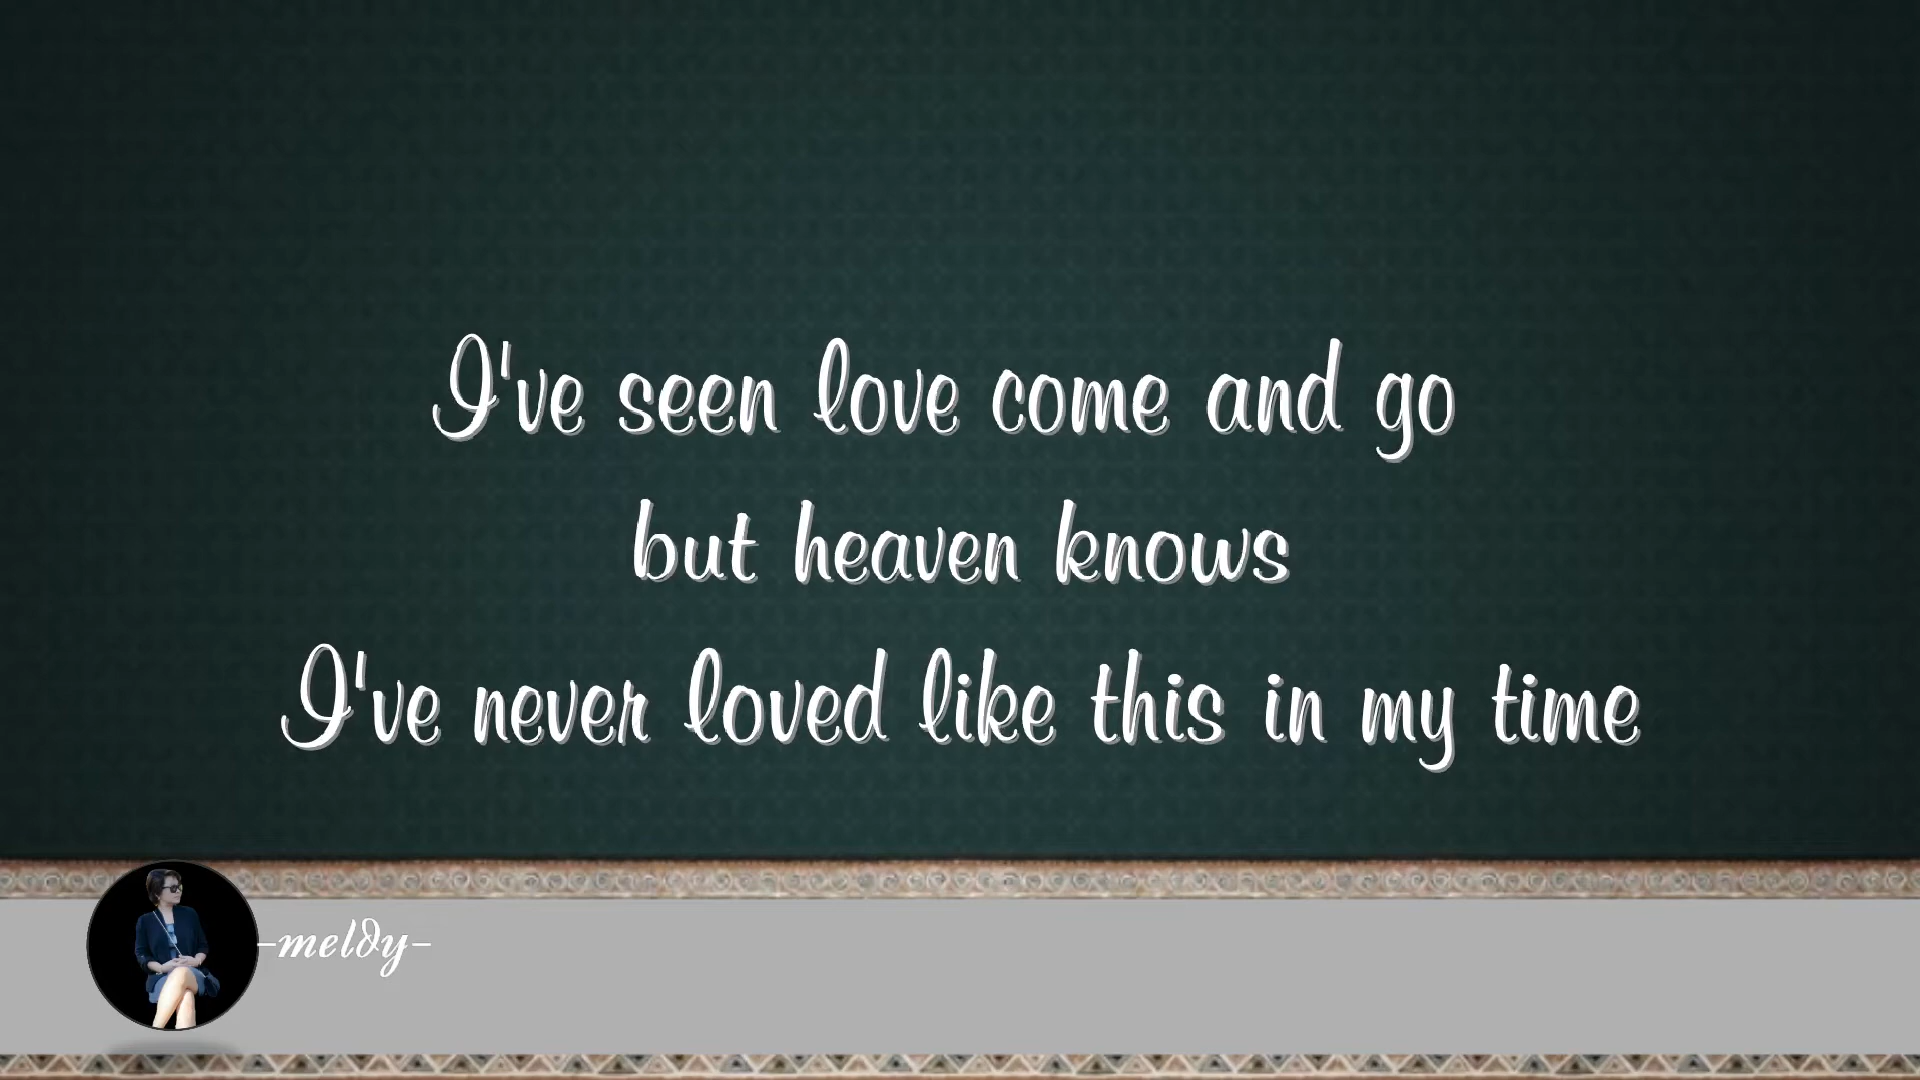 I've seen love come and go
but heaven knows
I've never loved like this in my time
-meldy-